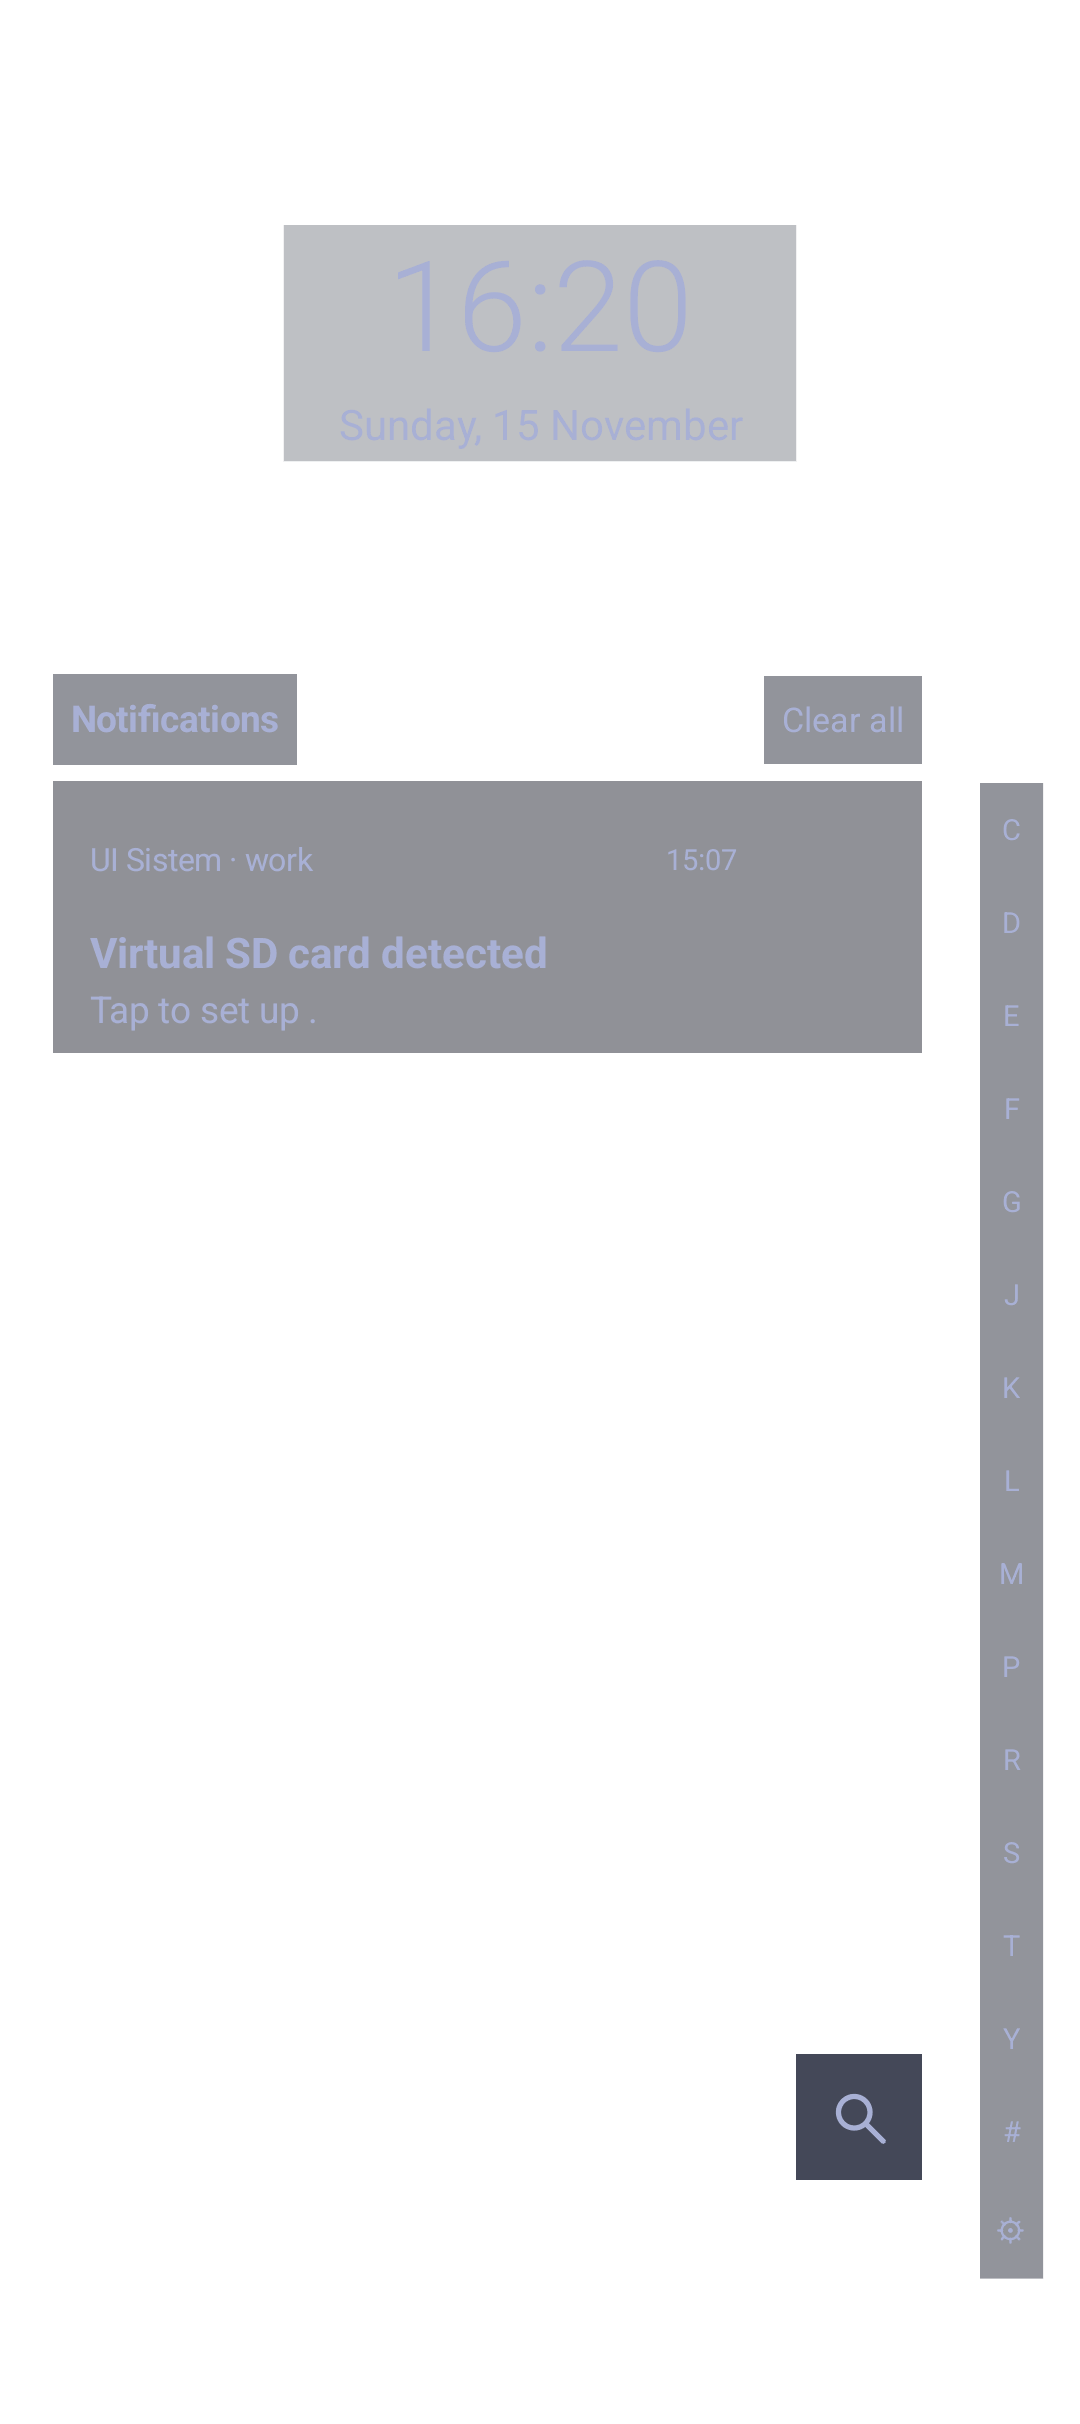 16:20
Sunday, 15 November
Notifications
Clear all
UI Sistem · work
15:07
Virtual SD card detected
Tap to set up .
C
D
E
F
G
J
K
L
M
P
R
S
T
Y
#